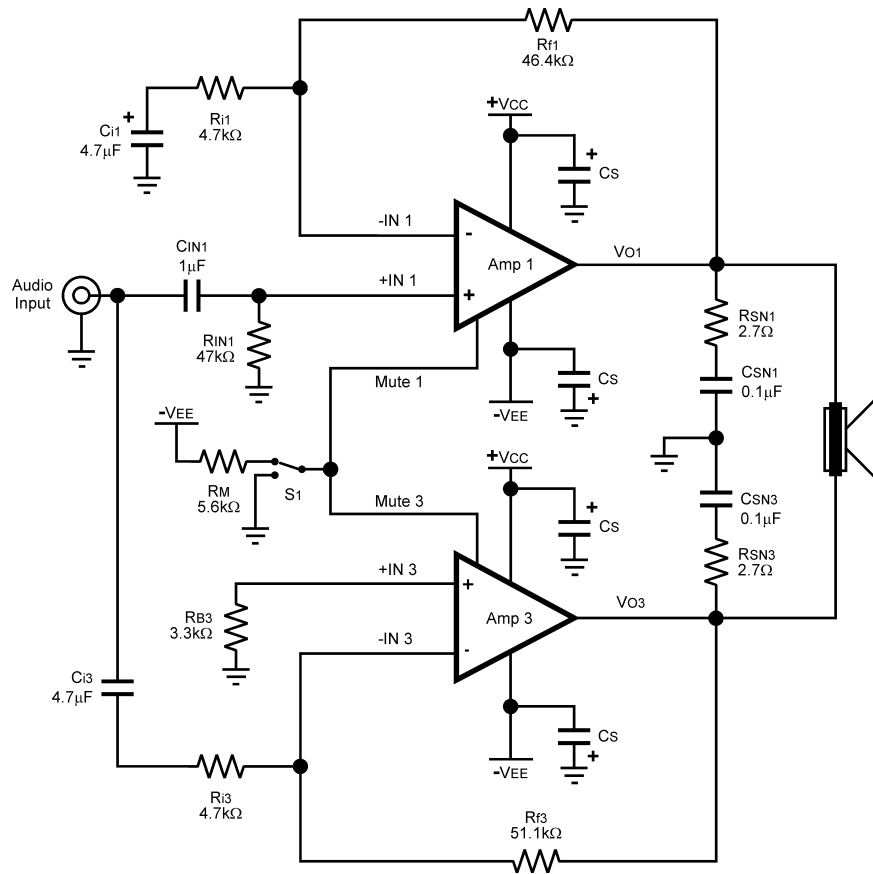 Rf1
46.4kΩ
Ri1
4.7kΩ
+
Ci1
4.7µF
+VCC
+
CS
-IN 1
-
Amp 1
VO1
CIN1
1µF
+IN 1
+
Audio
Input
RIN1
47kΩ
RSN1
2.7Ω
CSN1
0.1µF
Mute 1
CS
+
-VEE
-VEE
RM
5.6kΩ
S1
+VCC
+
CS
Mute 3
CSN3
0.1µF
RSN3
2.7Ω
+IN 3
+
Amp 3
VO3
RB3
3.3kΩ
-IN 3
-
Ci3
4.7µF
CS
+
-VEE
Ri3
4.7kΩ
Rf3
51.1kΩ